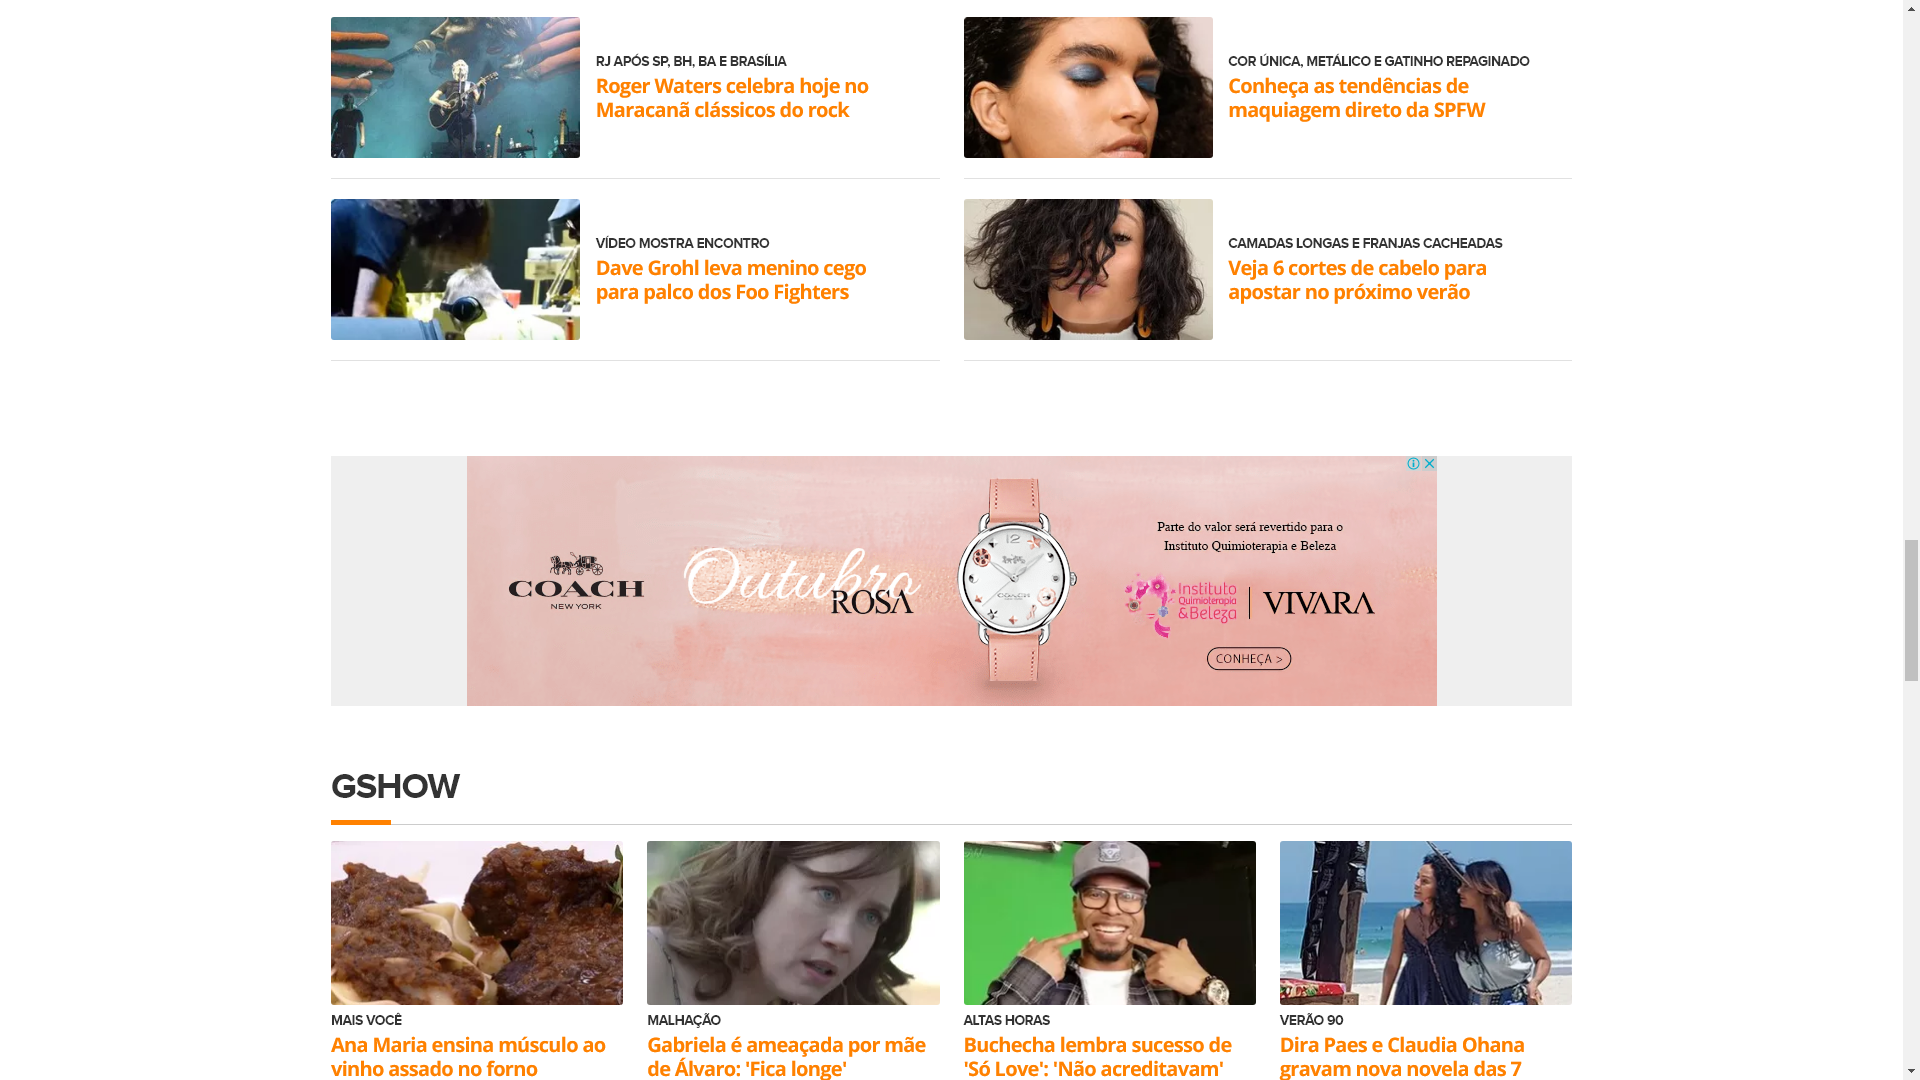 RJ APÓS SP, BH, BA E BRASÍLIA
Roger Waters celebra hoje no
Maracanã clássicos do rock
COR ÚNICA, METÁLICO E GATINHO REPAGINADO
Conheça as tendências de
maquiagem direto da SPFW
VÍDEO MOSTRA ENCONTRO
Dave Grohl leva menino cego
para palco dos Foo Fighters
CAMADAS LONGAS E FRANJAS CACHEADAS
Veja 6 cortes de cabelo para
apostar no próximo verão
COACH
NEW YORK
Outubro
ROSA
12
COACH
Parte do valor será revertido para o
Instituto Quimioterapia e Beleza
Instituto
Quimioterapia
&Beleza
VIVARA
CONHEÇA >
GSHOW
MAIS VOCÊ
Ana Maria ensina músculo ao
vinho assado no forno
MALHAÇÃO
Gabriela é ameaçada por mãe
de Álvaro: 'Fica longe'
ALTAS HORAS
Buchecha lembra sucesso de
'Só Love': 'Não acreditavam'
VERÃO 90
Dira Paes e Claudia Ohana
gravam nova novela das 7